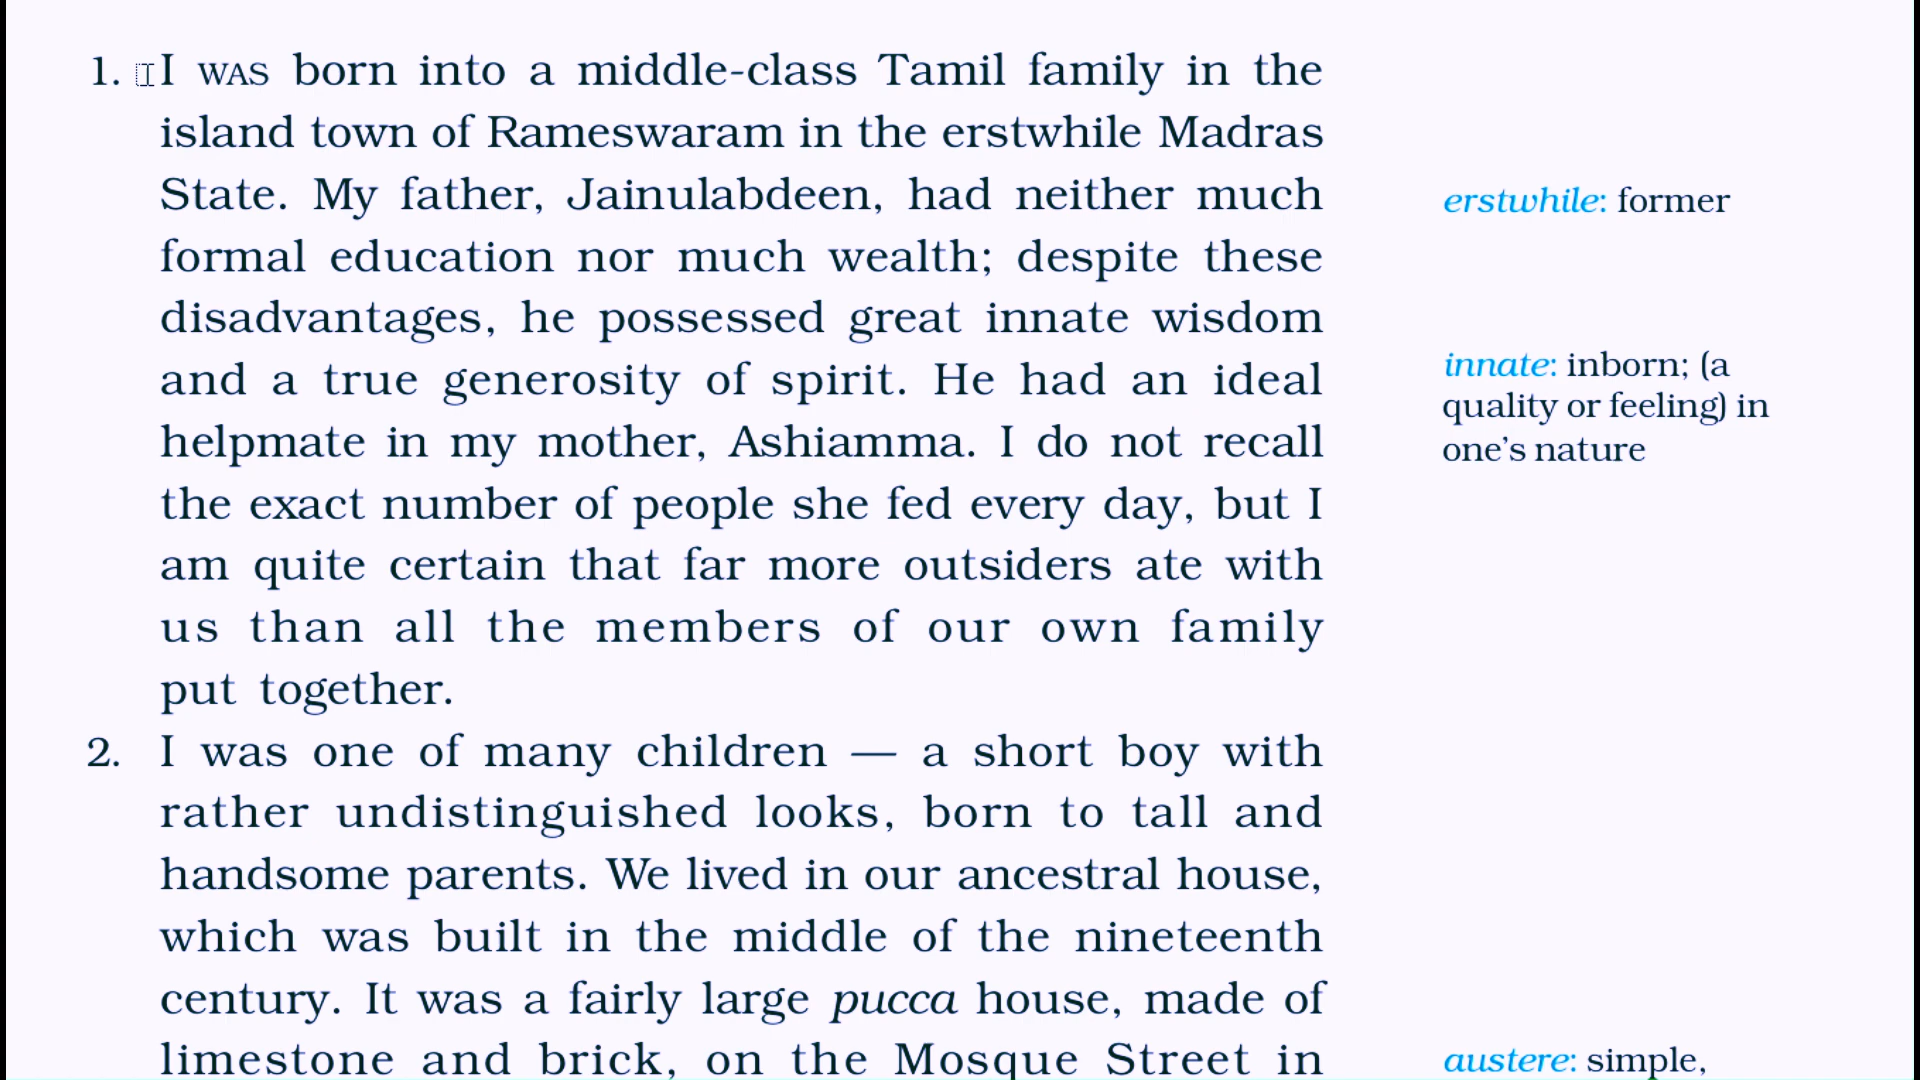 1. I WAS born into a middle-class Tamil family in the
island town of Rameswaram in the erstwhile Madras
State. My father, Jainulabdeen, had neither much
formal education nor much wealth; despite these
disadvantages, he possessed great innate wisdom
and a true generosity of spirit. He had an ideal
helpmate in my mother, Ashiamma. I do not recall
the exact number of people she fed every day, but I
am quite certain that far more outsiders ate with
us than all the members of our own family
put together.
2. I was one of many children — a short boy with
rather undistinguished looks, born to tall and
handsome parents. We lived in our ancestral house,
which was built in the middle of the nineteenth
century. It was a fairly large pucca house, made of
limestone and brick, on the Mosque Street in
erstwhile: former
innate: inborn; (a
quality or feeling) in
one's nature
austere: simple,